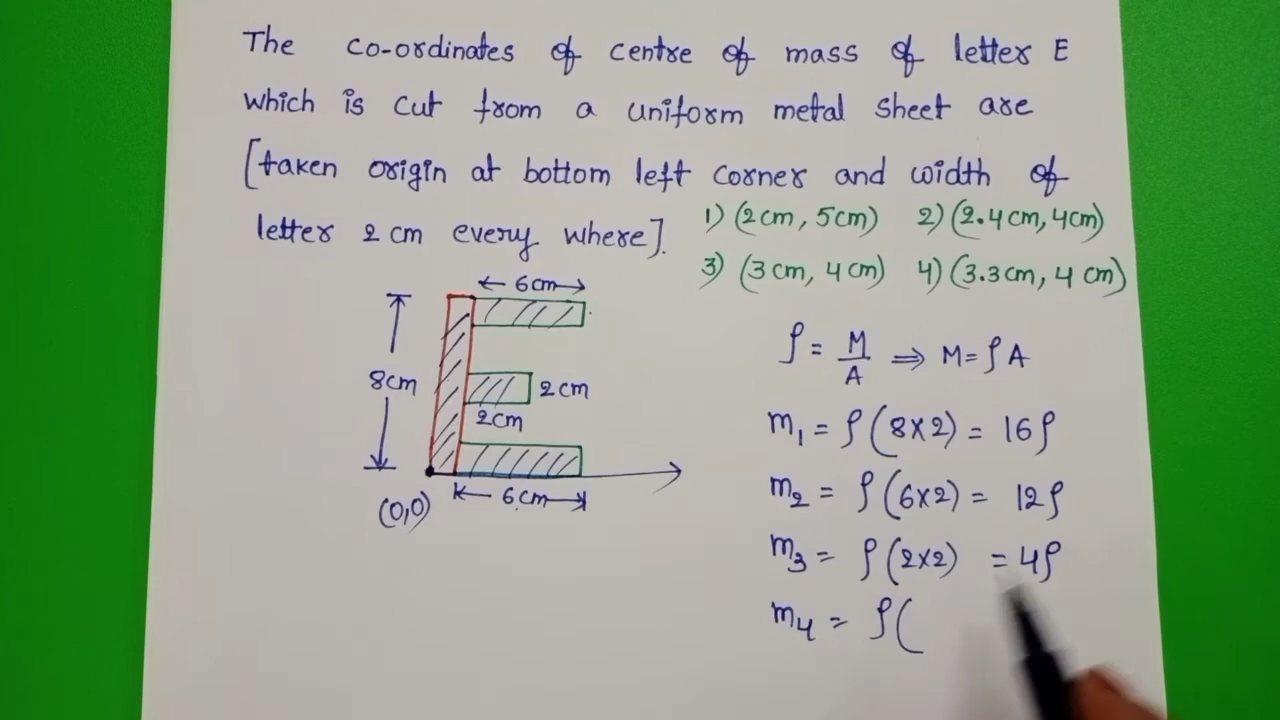 The co-ordinates of centre of mass of letter E
which is cut from a uniform metal sheet are
[taken origin at bottom left corner and width of
letter 2 cm every where].
1) (2cm, 5cm) 2) (2.4cm, 4cm)
3) (3cm, 4cm) 4) (3.3cm, 4cm)
6cm
8cm
2cm
2cm
6cm
(0,0)
ρ = M/A ⇒ M = ρA
m₁ = ρ(8×2) = 16ρ
m₂ = ρ(6×2) = 12ρ
m₃ = ρ(2×2) = 4ρ
m₄ = ρ(